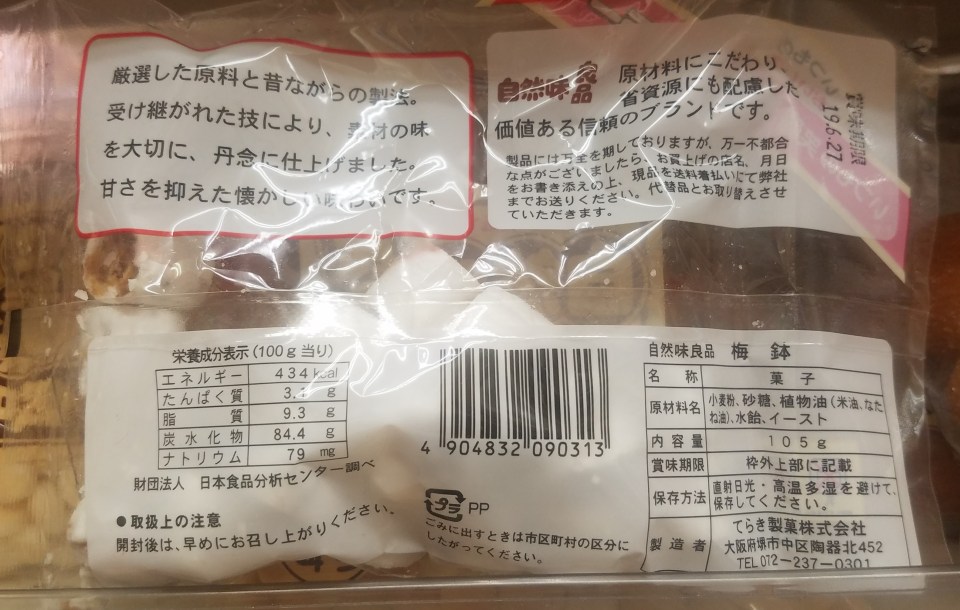 厳選した原料と昔ながらの製法。
受け継がれた技により、素材の味
を大切に、丹念に仕上げました。
甘さを抑えた懐かしい味わいです。
自然味良品
原材料にこだわり、
省資源にも配慮した
価値ある信頼のブランドです。
製品には万全を期しておりますが、万一不都合
な点がございましたら、お買上げの店名、月日
をお書き添えの上、現品を送料着払いにて弊社
までお送りください。代替品とお取り替えさせ
ていただきます。
賞味期限
19.6.27
栄養成分表示(100g当り)
エネルギー 434 kcal
たんぱく質 3.1 g
脂質 9.3 g
炭水化物 84.4 g
ナトリウム 79 mg
財団法人 日本食品分析センター調べ
●取扱上の注意
開封後は、早めにお召し上がりください。
4 904832 090313
プラ PP
ごみに出すときは市区町村の区分に
したがってください。
自然味良品 梅鉢
名称 菓子
原材料名 小麦粉、砂糖、植物油(米油、なた
ね油)、水飴、イースト
内容量 105g
賞味期限 枠外上部に記載
保存方法 直射日光・高温多湿を避けて、
保存してください。
製造者 てらき製菓株式会社
大阪府堺市中区陶器北452
TEL 072-237-0301